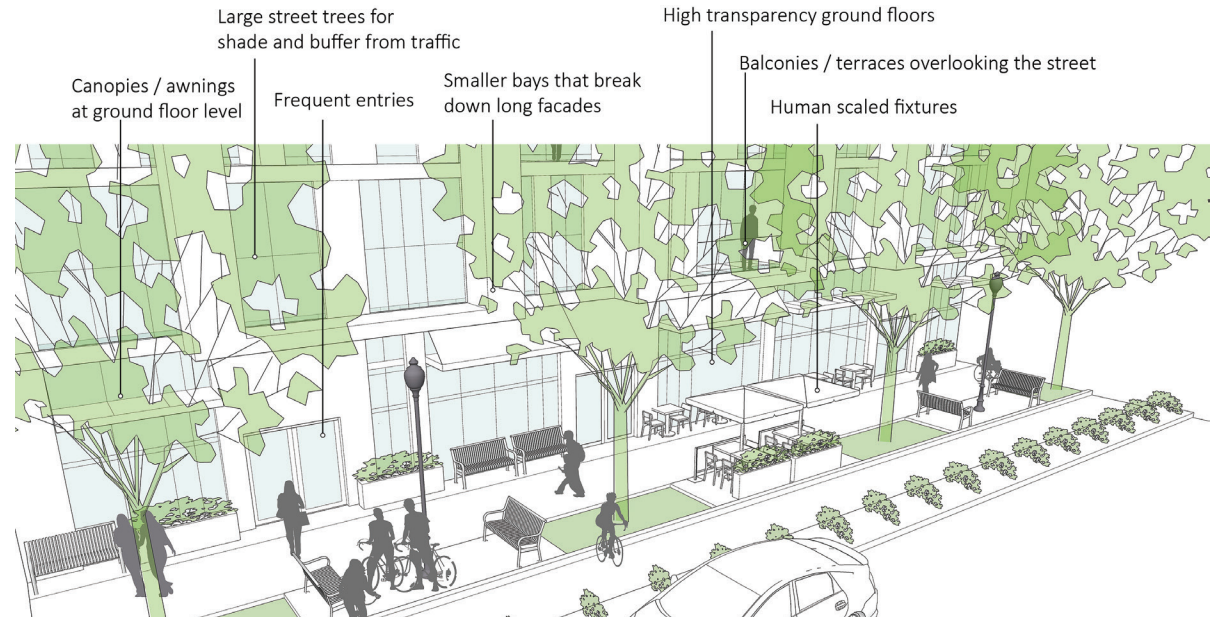 Large street trees for
shade and buffer from traffic
High transparency ground floors
Canopies / awnings
at ground floor level
Frequent entries
Smaller bays that break
down long facades
Balconies / terraces overlooking the street
Human scaled fixtures